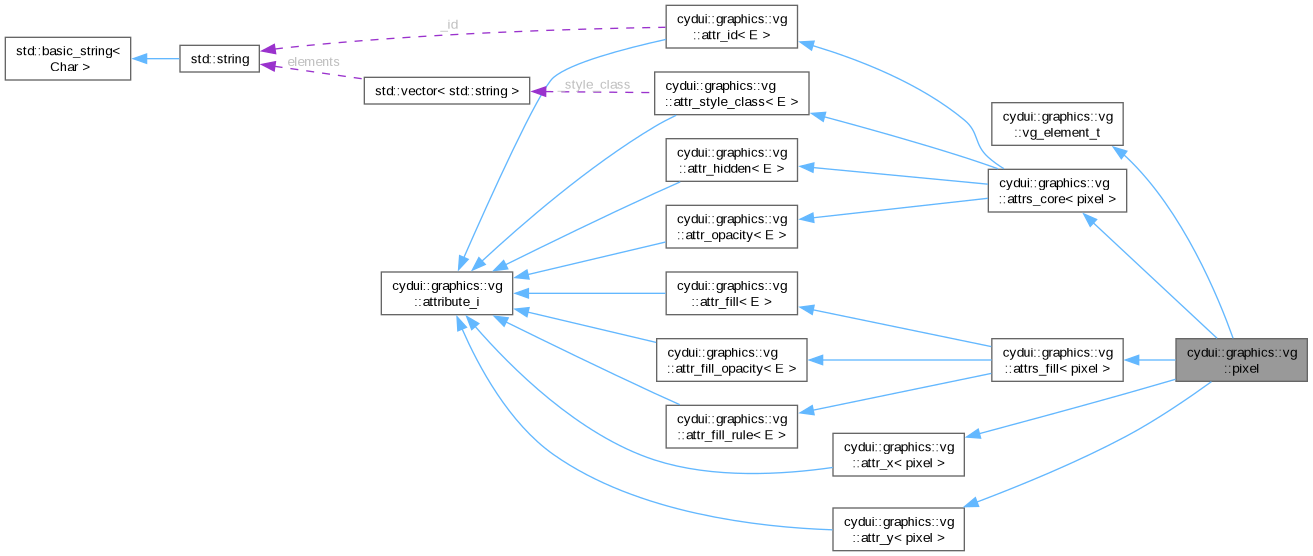 std::basic_string<
Char >
std::string
_id
elements
std::vector< std::string >
_style_class
cydui::graphics::vg
::attr_id< E >
cydui::graphics::vg
::attr_style_class< E >
cydui::graphics::vg
::attr_hidden< E >
cydui::graphics::vg
::attr_opacity< E >
cydui::graphics::vg
::attribute_i
cydui::graphics::vg
::attr_fill< E >
cydui::graphics::vg
::attr_fill_opacity< E >
cydui::graphics::vg
::attr_fill_rule< E >
cydui::graphics::vg
::attr_x< pixel >
cydui::graphics::vg
::attr_y< pixel >
cydui::graphics::vg
::vg_element_t
cydui::graphics::vg
::attrs_core< pixel >
cydui::graphics::vg
::attrs_fill< pixel >
cydui::graphics::vg
::pixel